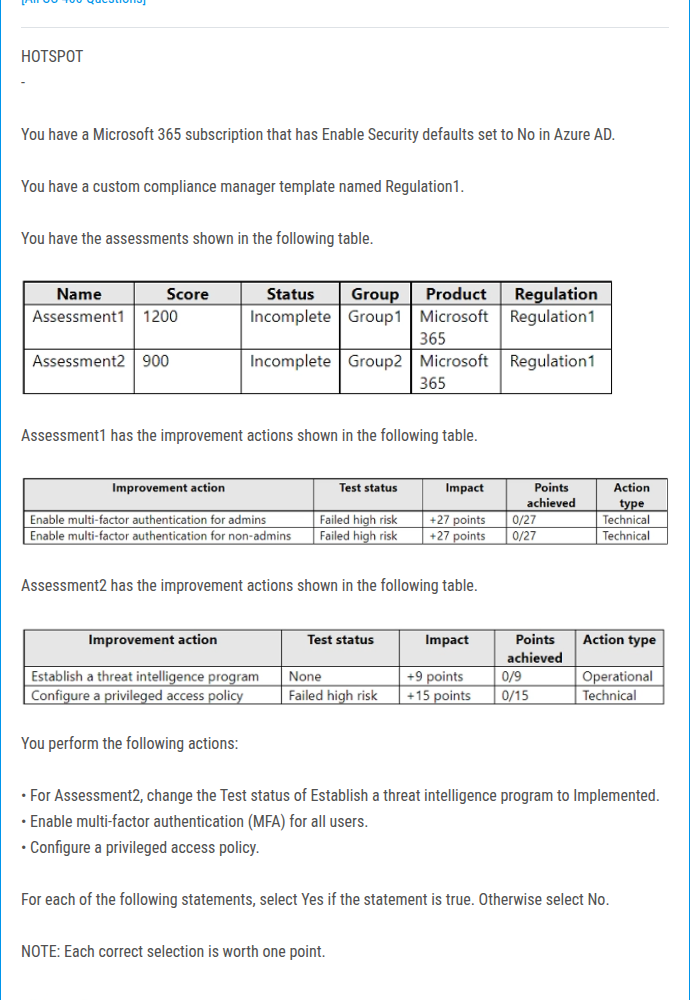 [All SC-400 Questions]
HOTSPOT
-
You have a Microsoft 365 subscription that has Enable Security defaults set to No in Azure AD.
You have a custom compliance manager template named Regulation1.
You have the assessments shown in the following table.
Name Score Status Group Product Regulation
Assessment1 1200 Incomplete Group1 Microsoft 365 Regulation1
Assessment2 900 Incomplete Group2 Microsoft 365 Regulation1
Assessment1 has the improvement actions shown in the following table.
Improvement action Test status Impact Points achieved Action type
Enable multi-factor authentication for admins Failed high risk +27 points 0/27 Technical
Enable multi-factor authentication for non-admins Failed high risk +27 points 0/27 Technical
Assessment2 has the improvement actions shown in the following table.
Improvement action Test status Impact Points achieved Action type
Establish a threat intelligence program None +9 points 0/9 Operational
Configure a privileged access policy Failed high risk +15 points 0/15 Technical
You perform the following actions:
• For Assessment2, change the Test status of Establish a threat intelligence program to Implemented.
• Enable multi-factor authentication (MFA) for all users.
• Configure a privileged access policy.
For each of the following statements, select Yes if the statement is true. Otherwise select No.
NOTE: Each correct selection is worth one point.